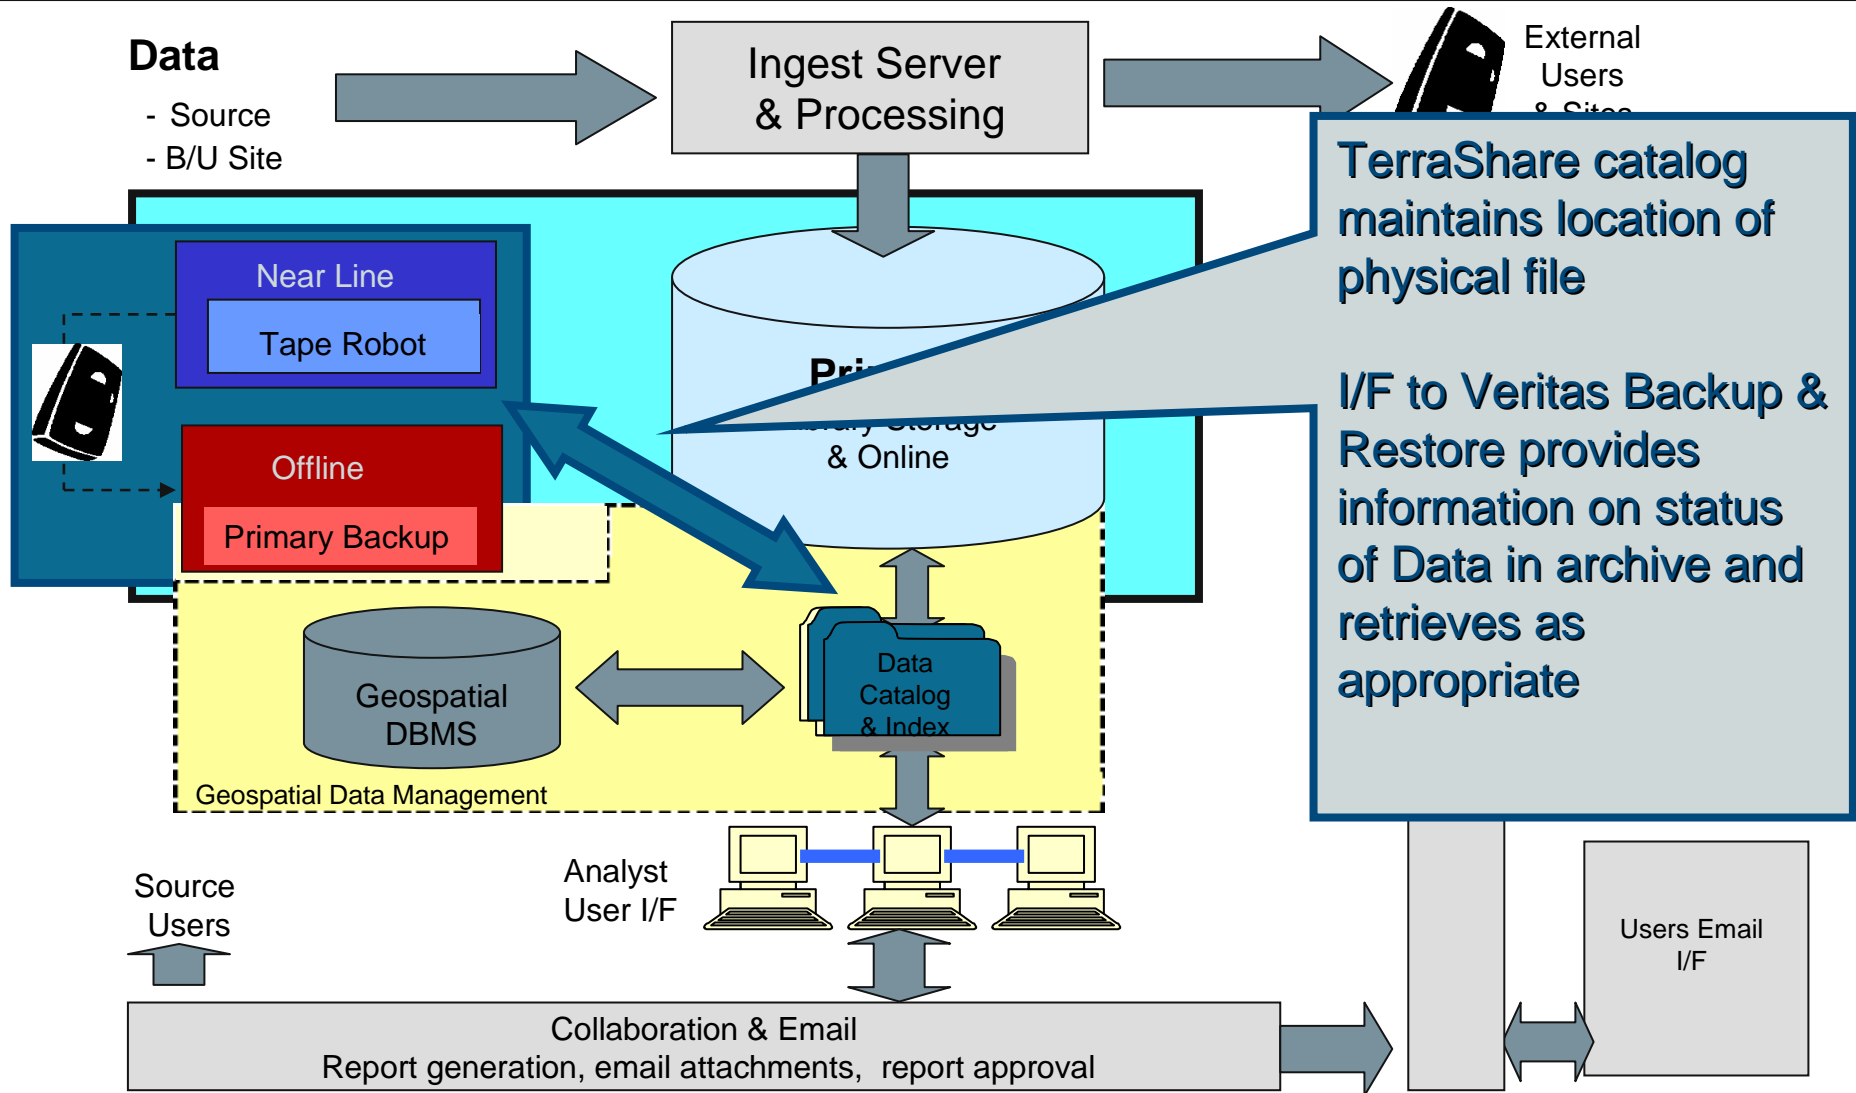 Data
- Source
- B/U Site
Ingest Server
& Processing
External
Users
& Sites
TerraShare catalog
maintains location of
physical file
I/F to Veritas Backup &
Restore provides
information on status
of Data in archive and
retrieves as
appropriate
Near Line
Tape Robot
Offline
Primary Backup
Storage
& Online
Geospatial
DBMS
Data
Catalog
& Index
Geospatial Data Management
Analyst
User I/F
Source
Users
Users Email
I/F
Collaboration & Email
Report generation, email attachments, report approval